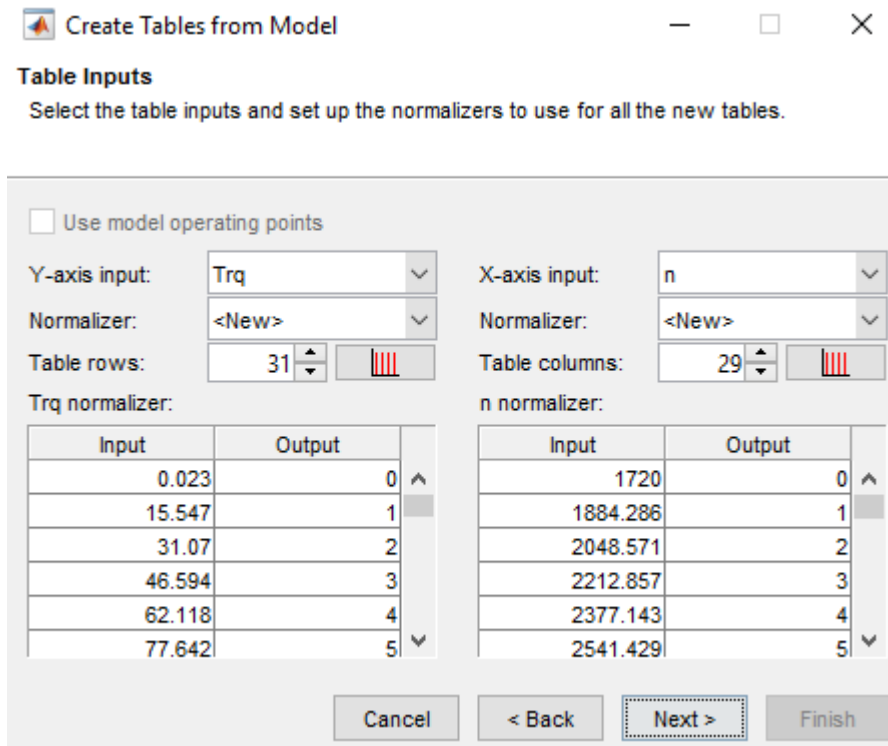 Create Tables from Model
Table Inputs
Select the table inputs and set up the normalizers to use for all the new tables.
Use model operating points
Y-axis input: Trq X-axis input: n
Normalizer: <New> Normalizer: <New>
Table rows: 31 Table columns: 29
Trq normalizer: n normalizer:
Input Output Input Output
0.023 0 1720 0
15.547 1 1884.286 1
31.07 2 2048.571 2
46.594 3 2212.857 3
62.118 4 2377.143 4
77.642 5 2541.429 5
Cancel < Back Next > Finish